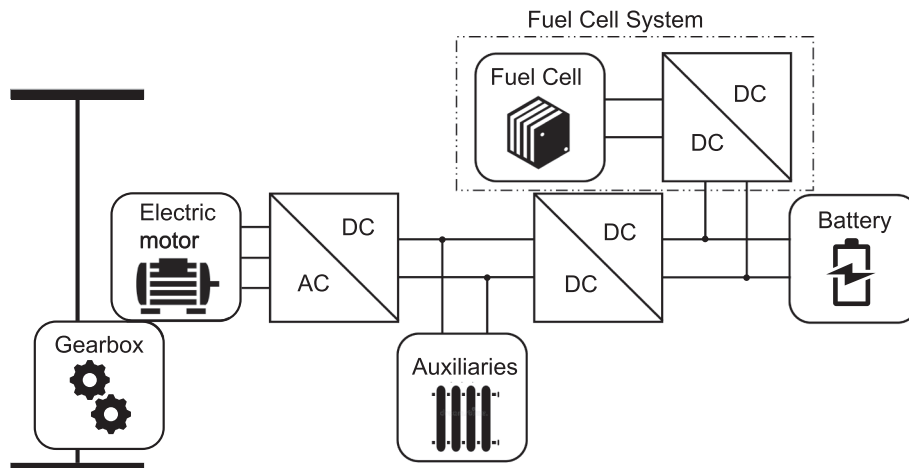 Fuel Cell System
Fuel Cell
DC
DC
Electric
motor
DC
AC
DC
DC
Battery
Gearbox
Auxiliaries